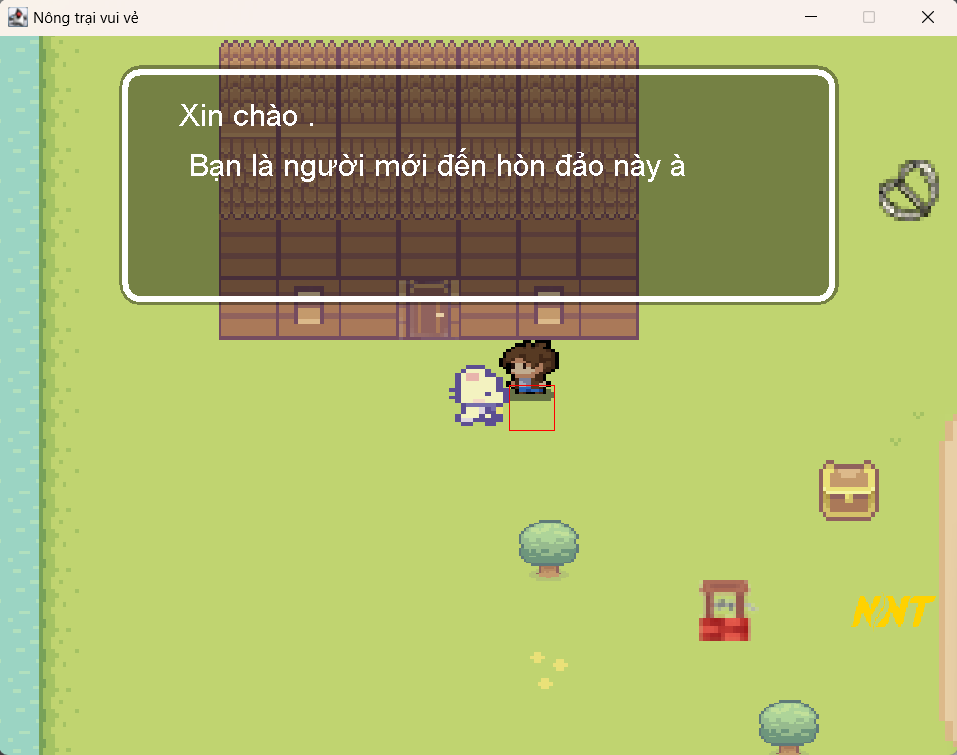 Nông trại vui vẻ
Xin chào .
Bạn là người mới đến hòn đảo này à
NNT